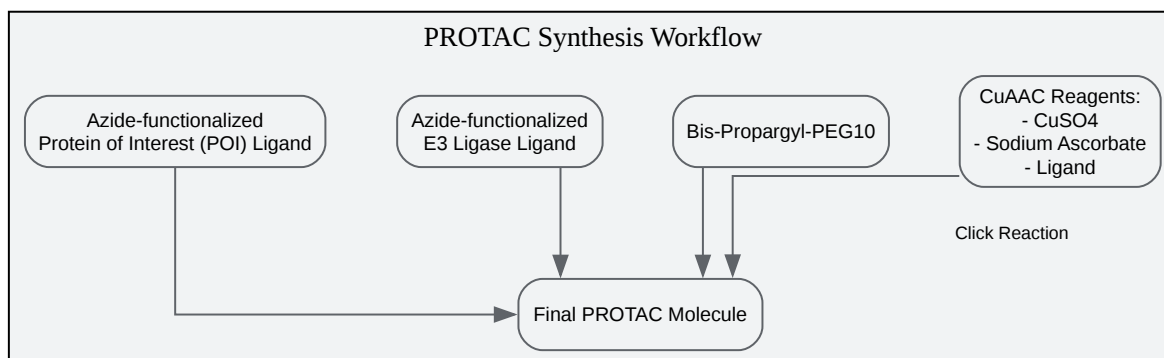 PROTAC Synthesis Workflow
Azide-functionalized
Protein of Interest (POI) Ligand
Azide-functionalized
E3 Ligase Ligand
Bis-Propargyl-PEG10
CuAAC Reagents:
- CuSO4
- Sodium Ascorbate
- Ligand
Click Reaction
Final PROTAC Molecule